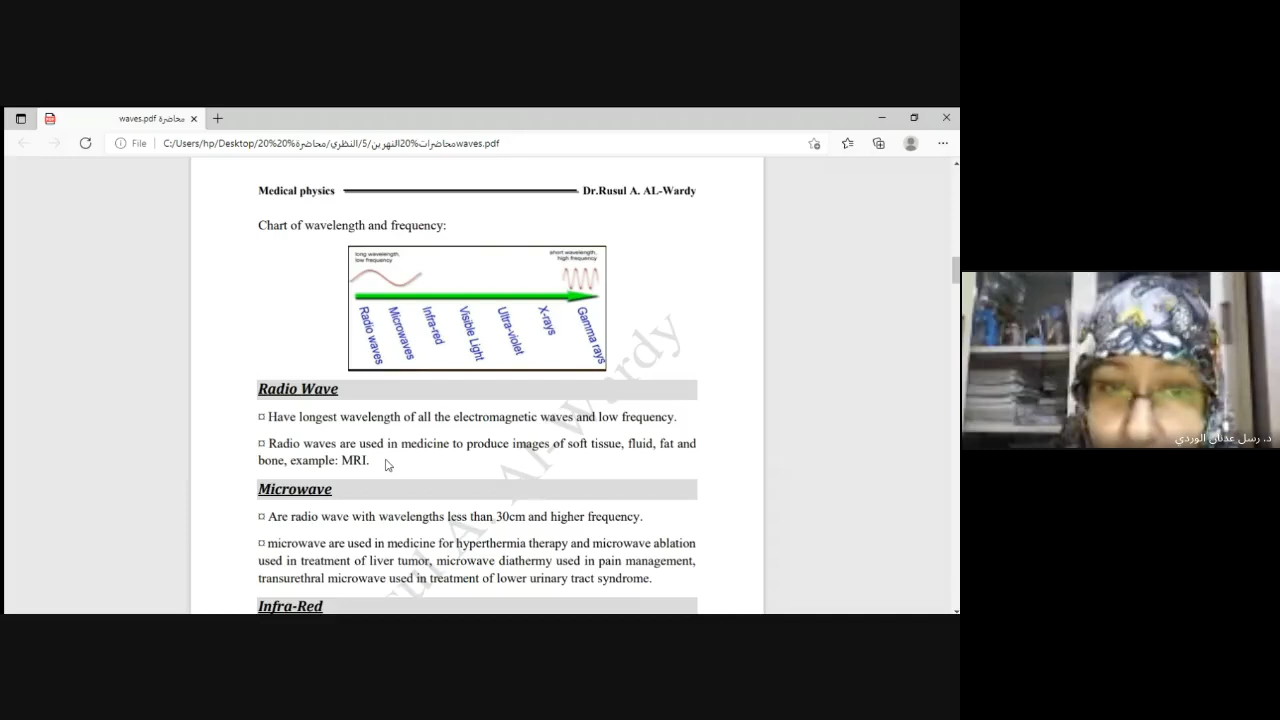 waves.pdf محاضرة
File
C:/Users/hp/Desktop/20%20%محاضرات%20النهرين/5/النظري/محاضرةwaves.pdf
Medical physics Dr.Rusul A. AL-Wardy
Chart of wavelength and frequency:
long wavelength,
low frequency
short wavelength,
high frequency
Radio waves
Microwaves
Infra-red
Visible Light
Ultra-violet
X-rays
Gamma rays
Radio Wave
¤ Have longest wavelength of all the electromagnetic waves and low frequency.
¤ Radio waves are used in medicine to produce images of soft tissue, fluid, fat and
bone, example: MRI.
Microwave
¤ Are radio wave with wavelengths less than 30cm and higher frequency.
¤ microwave are used in medicine for hyperthermia therapy and microwave ablation
used in treatment of liver tumor, microwave diathermy used in pain management,
transurethral microwave used in treatment of lower urinary tract syndrome.
Infra-Red
sul A. Al-Wardy
د. رسل عدنان الوردي